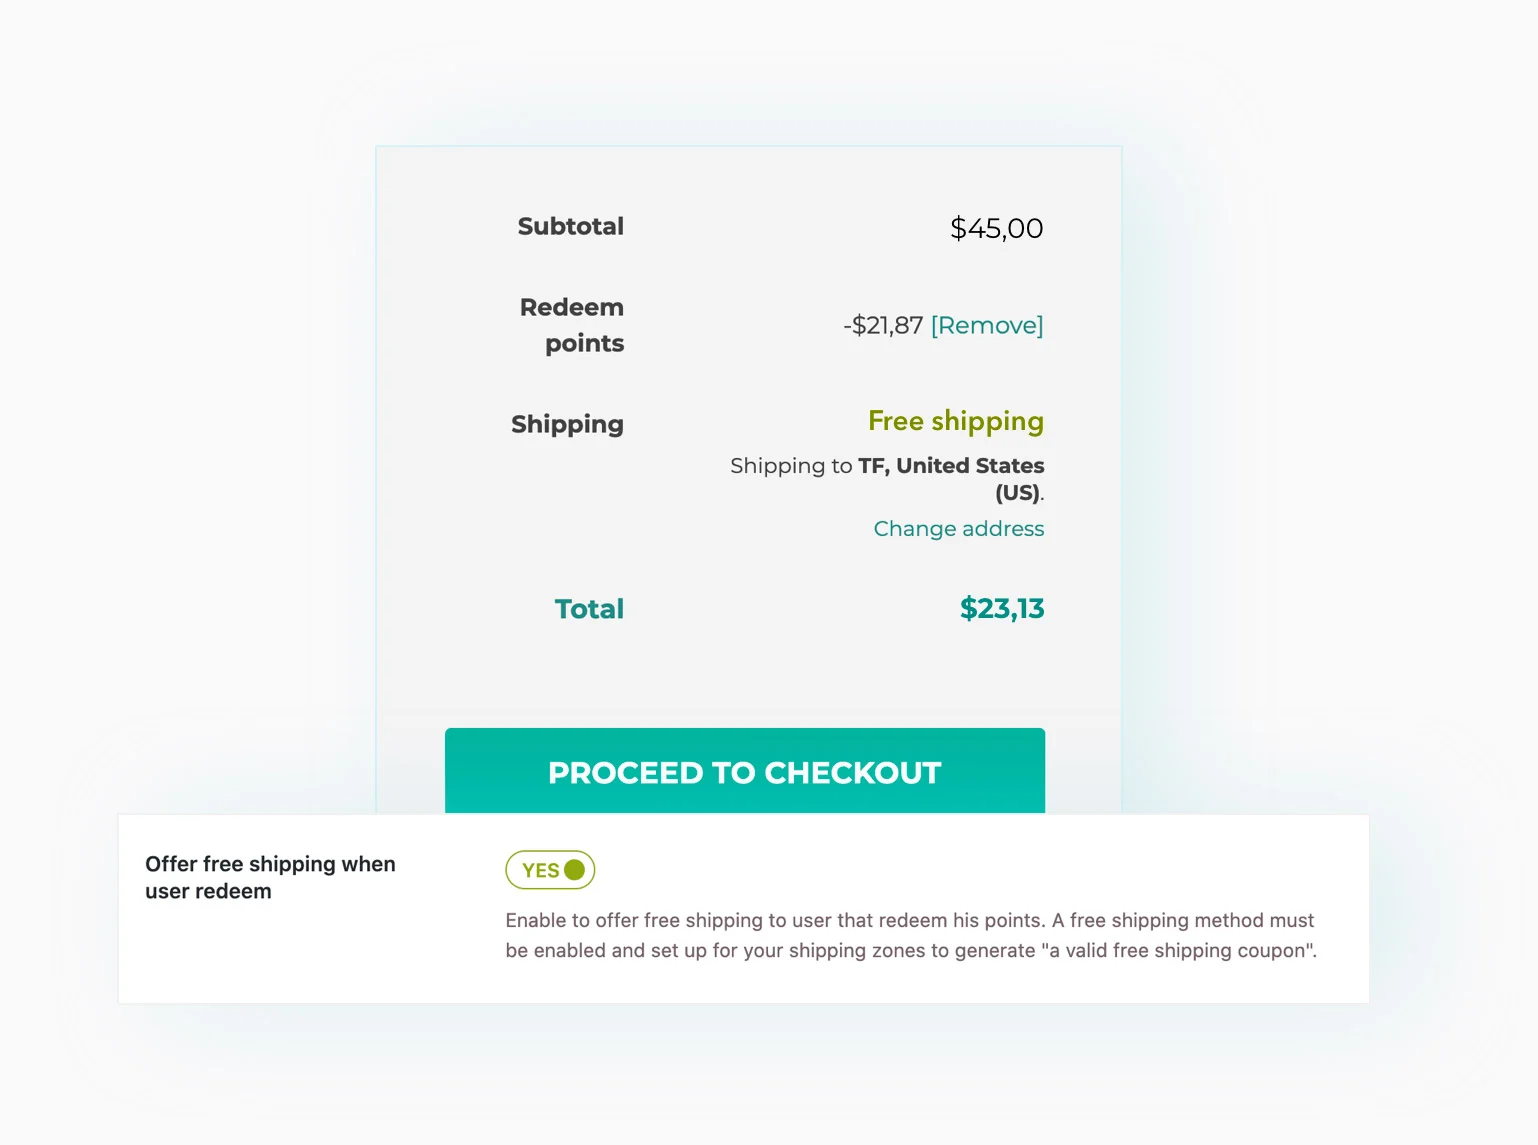 Subtotal $45,00
Redeem
points
-$21,87 [Remove]
Shipping
Free shipping
Shipping to TF, United States
(US).
Change address
Total $23,13
PROCEED TO CHECKOUT
Offer free shipping when
user redeem
YES
Enable to offer free shipping to user that redeem his points. A free shipping method must
be enabled and set up for your shipping zones to generate "a valid free shipping coupon".